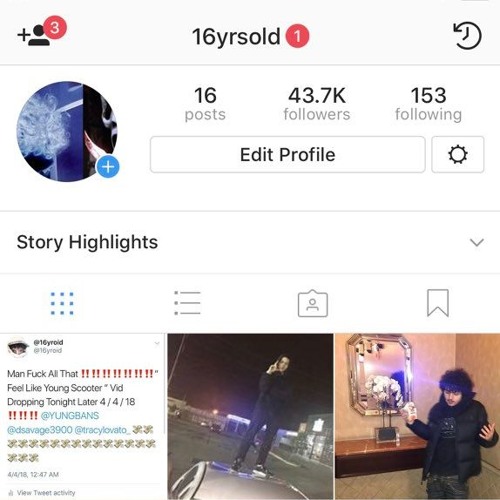 3
16yrsold 1
16 43.7K 153
posts followers following
Edit Profile
Story Highlights
@16yroid
@16yroid
Man Fuck All That ‼️‼️‼️‼️‼️‼️‼️‼️"
Feel Like Young Scooter " Vid
Dropping Tonight Later 4 / 4 / 18
‼️‼️‼️‼️ @YUNGBANS
@dsavage3900 @tracylovato_ 💸💸
💸💸💸💸💸💸💸💸💸💸💸💸💸
💸💸💸
4/4/18, 12:47 AM
View Tweet activity